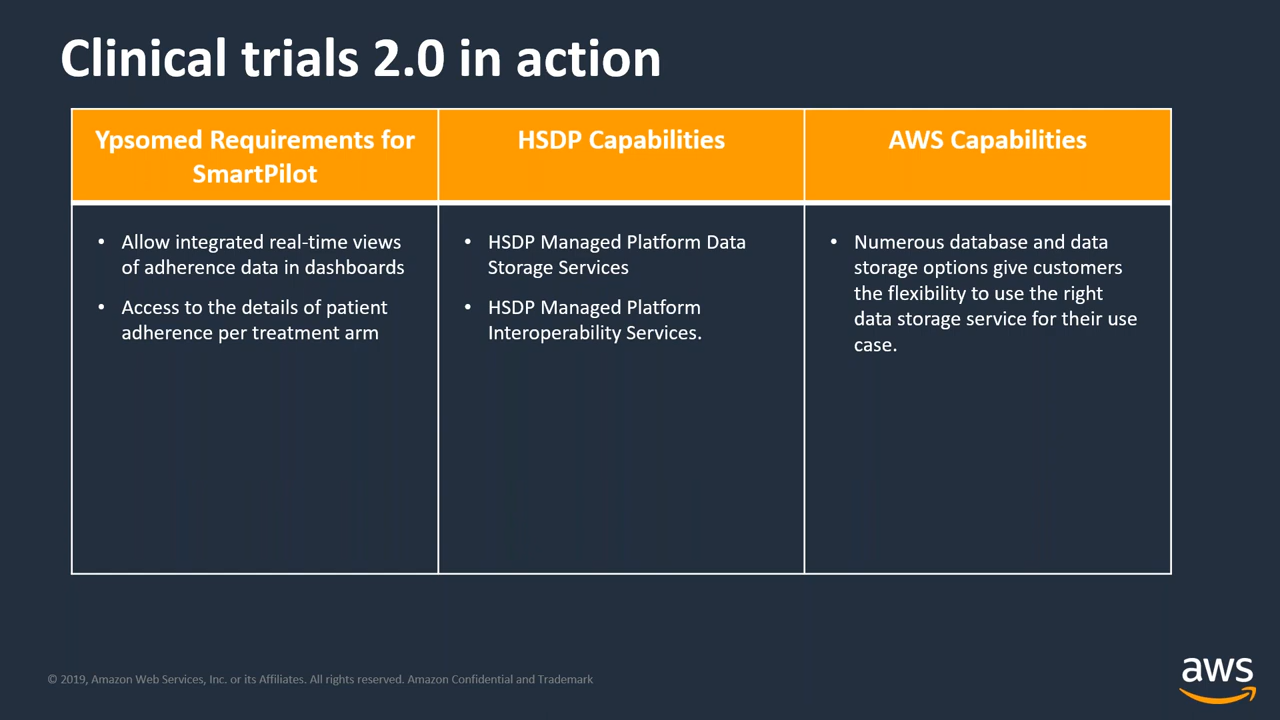 Clinical trials 2.0 in action
Ypsomed Requirements for
SmartPilot
HSDP Capabilities
AWS Capabilities
• Allow integrated real-time views
of adherence data in dashboards
• Access to the details of patient
adherence per treatment arm
• HSDP Managed Platform Data
Storage Services
• HSDP Managed Platform
Interoperability Services.
• Numerous database and data
storage options give customers
the flexibility to use the right
data storage service for their use
case.
© 2019, Amazon Web Services, Inc. or its Affiliates. All rights reserved. Amazon Confidential and Trademark
aws